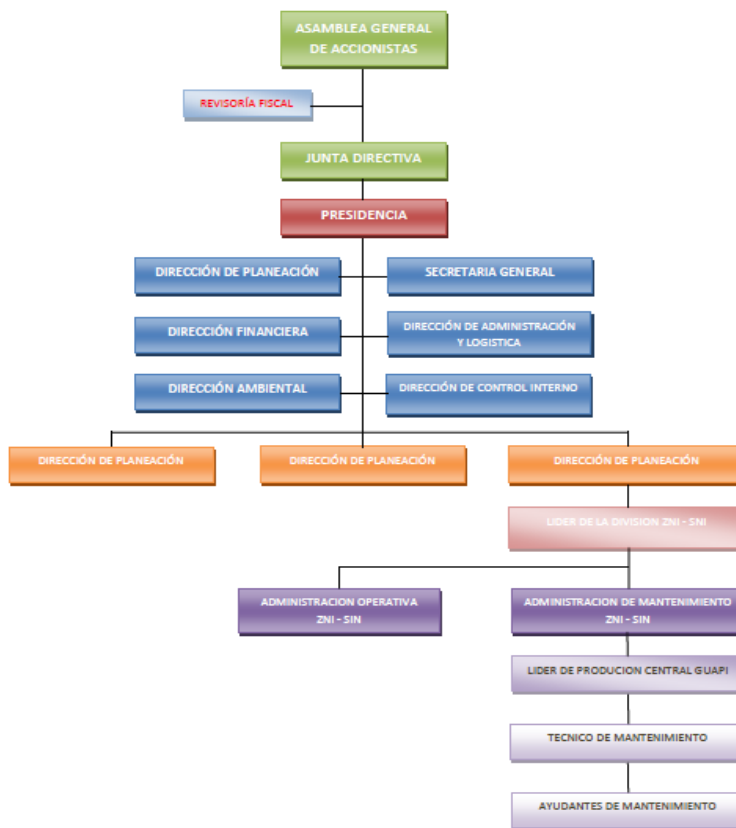 ASAMBLEA GENERAL
DE ACCIONISTAS
REVISORÍA FISCAL
JUNTA DIRECTIVA
PRESIDENCIA
DIRECCIÓN DE PLANEACIÓN
SECRETARIA GENERAL
DIRECCIÓN FINANCIERA
DIRECCIÓN DE ADMINISTRACIÓN
Y LOGISTICA
DIRECCIÓN AMBIENTAL
DIRECCIÓN DE CONTROL INTERNO
DIRECCIÓN DE PLANEACIÓN
DIRECCIÓN DE PLANEACIÓN
DIRECCIÓN DE PLANEACIÓN
LIDER DE LA DIVISION ZNI - SNI
ADMINISTRACION OPERATIVA
ZNI - SIN
ADMINISTRACION DE MANTENIMIENTO
ZNI - SIN
LIDER DE PRODUCION CENTRAL GUAPI
TECNICO DE MANTENIMIENTO
AYUDANTES DE MANTENIMIENTO